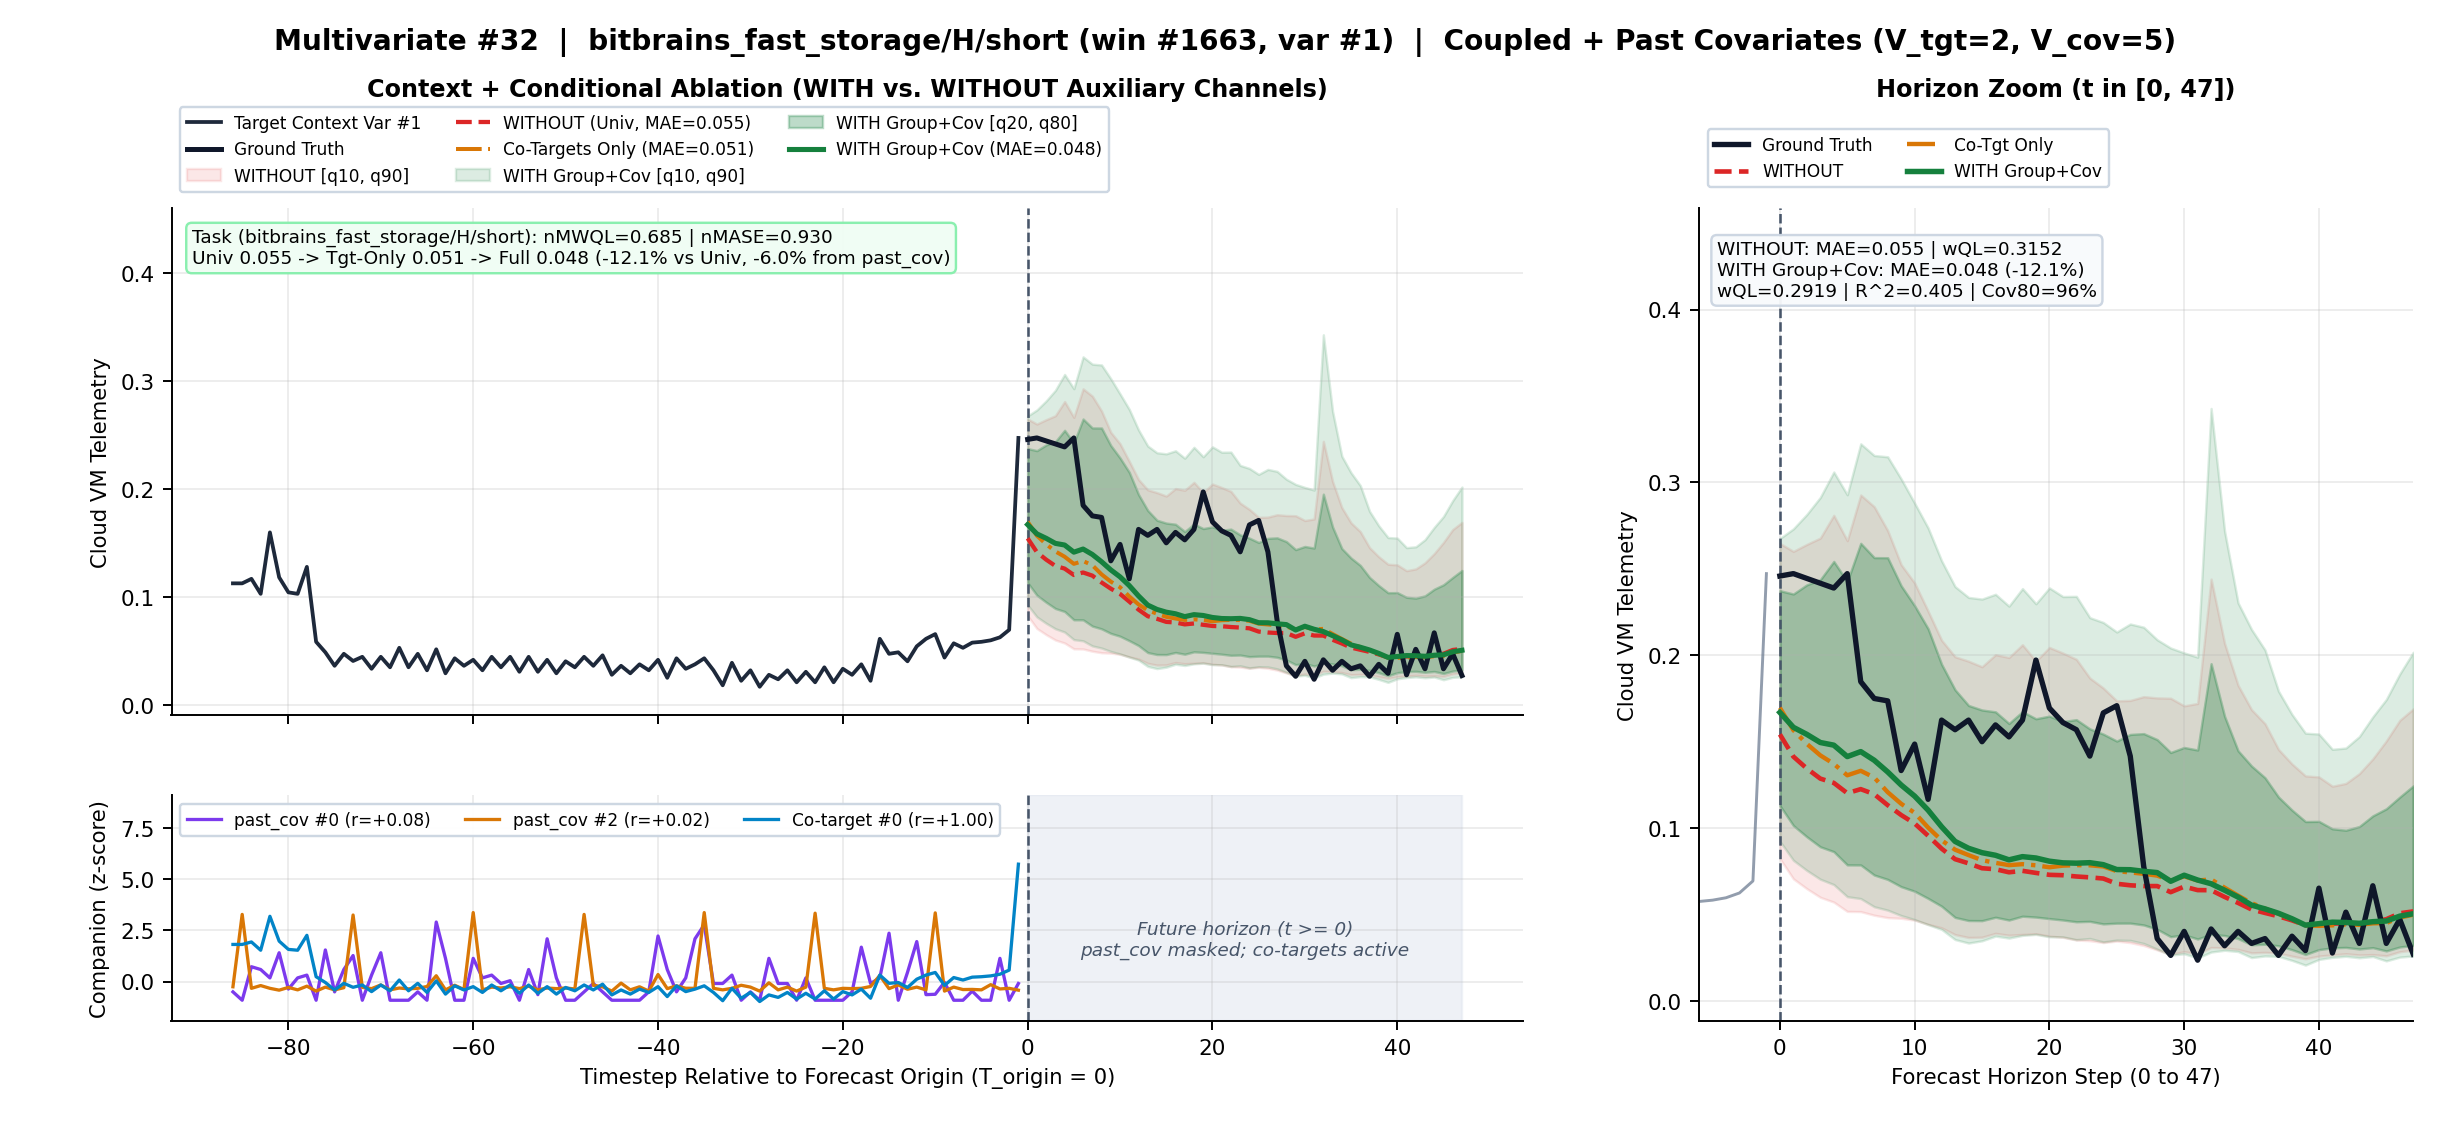 Multivariate #32 | bitbrains_fast_storage/H/short (win #1663, var #1) | Coupled + Past Covariates (V_tgt=2, V_cov=5)
Context + Conditional Ablation (WITH vs. WITHOUT Auxiliary Channels)
Target Context Var #1
Ground Truth
WITHOUT [q10, q90]
WITHOUT (Univ, MAE=0.055)
Co-Targets Only (MAE=0.051)
WITH Group+Cov [q10, q90]
WITH Group+Cov [q20, q80]
WITH Group+Cov (MAE=0.048)
Task (bitbrains_fast_storage/H/short): nMWQL=0.685 | nMASE=0.930
Univ 0.055 -> Tgt-Only 0.051 -> Full 0.048 (-12.1% vs Univ, -6.0% from past_cov)
Cloud VM Telemetry
0.4
0.3
0.2
0.1
0.0
past_cov #0 (r=+0.08)
past_cov #2 (r=+0.02)
Co-target #0 (r=+1.00)
Future horizon (t >= 0)
past_cov masked; co-targets active
Companion (z-score)
7.5
5.0
2.5
0.0
−80
−60
−40
−20
0
20
40
Timestep Relative to Forecast Origin (T_origin = 0)
Horizon Zoom (t in [0, 47])
Ground Truth
WITHOUT
Co-Tgt Only
WITH Group+Cov
WITHOUT: MAE=0.055 | wQL=0.3152
WITH Group+Cov: MAE=0.048 (-12.1%)
wQL=0.2919 | R^2=0.405 | Cov80=96%
Cloud VM Telemetry
0.4
0.3
0.2
0.1
0.0
0
10
20
30
40
Forecast Horizon Step (0 to 47)